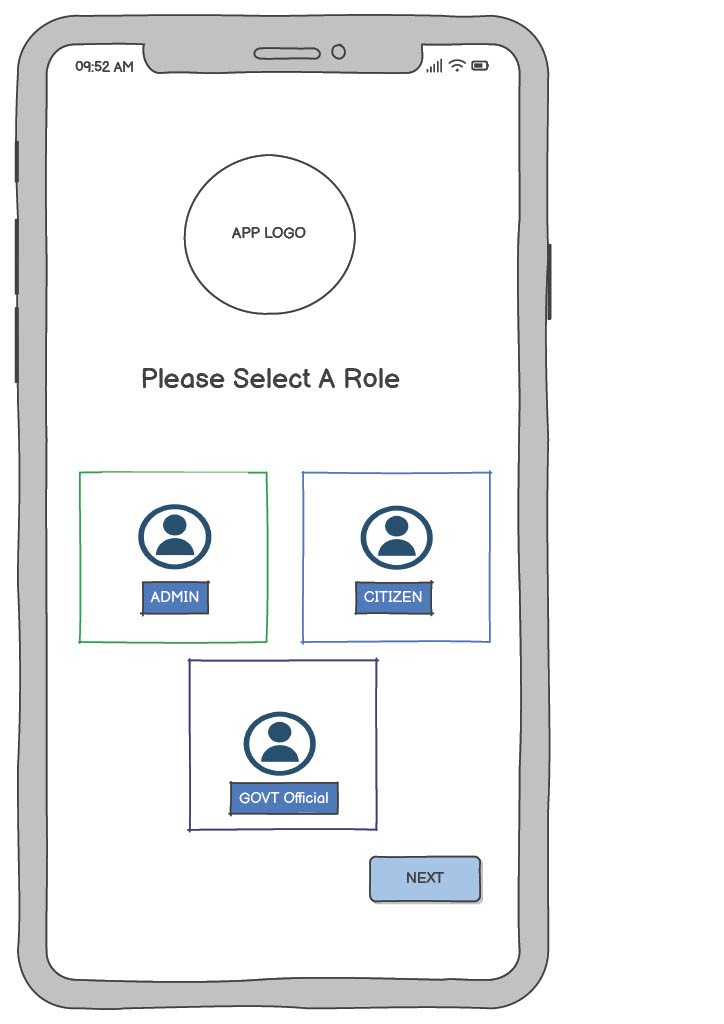 09:52 AM
APP LOGO
Please Select A Role
ADMIN
CITIZEN
GOVT Official
NEXT